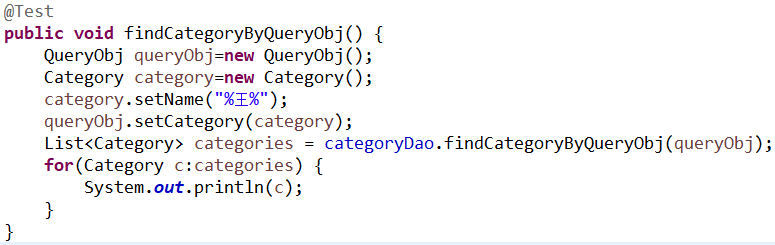 @Test
public void findCategoryByQueryObj() {
    QueryObj queryObj=new QueryObj();
    Category category=new Category();
    category.setName("%王%");
    queryObj.setCategory(category);
    List<Category> categories = categoryDao.findCategoryByQueryObj(queryObj);
    for(Category c:categories) {
        System.out.println(c);
    }
}